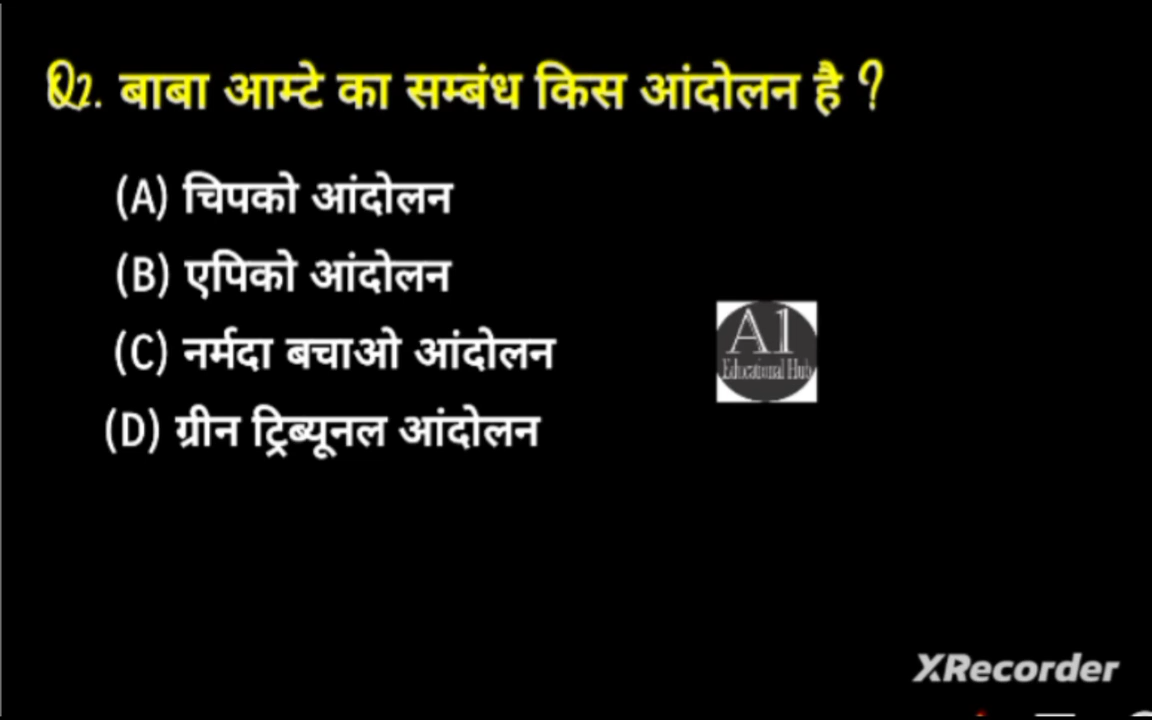 Q2. बाबा आम्टे का सम्बंध किस आंदोलन है ?
(A) चिपको आंदोलन
(B) एपिको आंदोलन
(C) नर्मदा बचाओ आंदोलन
(D) ग्रीन ट्रिब्यूनल आंदोलन
A1
Educational Hub
XRecorder